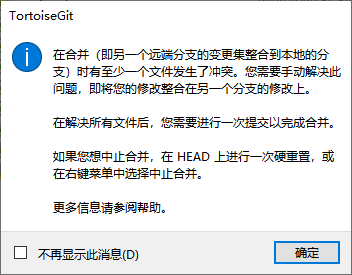 TortoiseGit
在合并（即另一个远端分支的变更集整合到本地的分
支）时有至少一个文件发生了冲突。您需要手动解决此
问题，即将您的修改整合在另一个分支的修改上。
在解决所有文件后，您需要进行一次提交以完成合并。
如果您想中止合并，在 HEAD 上进行一次硬重置，或
在右键菜单中选择中止合并。
更多信息请参阅帮助。
不再显示此消息(D)
确定